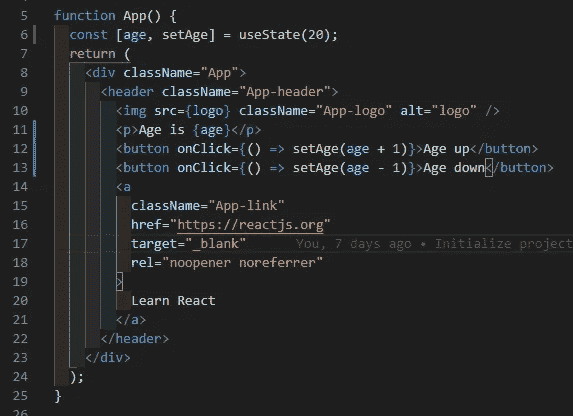 5 function App() {
6 const [age, setAge] = useState(20);
7 return (
8 <div className="App">
9 <header className="App-header">
10 <img src={logo} className="App-logo" alt="logo" />
11 <p>Age is {age}</p>
12 <button onClick={() => setAge(age + 1)}>Age up</button>
13 <button onClick={() => setAge(age - 1)}>Age down</button>
14 <a
15 className="App-link"
16 href="https://reactjs.org"
17 target="_blank" You, 7 days ago • Initialize project
18 rel="noopener noreferrer"
19 >
20 Learn React
21 </a>
22 </header>
23 </div>
24 );
25 }
26